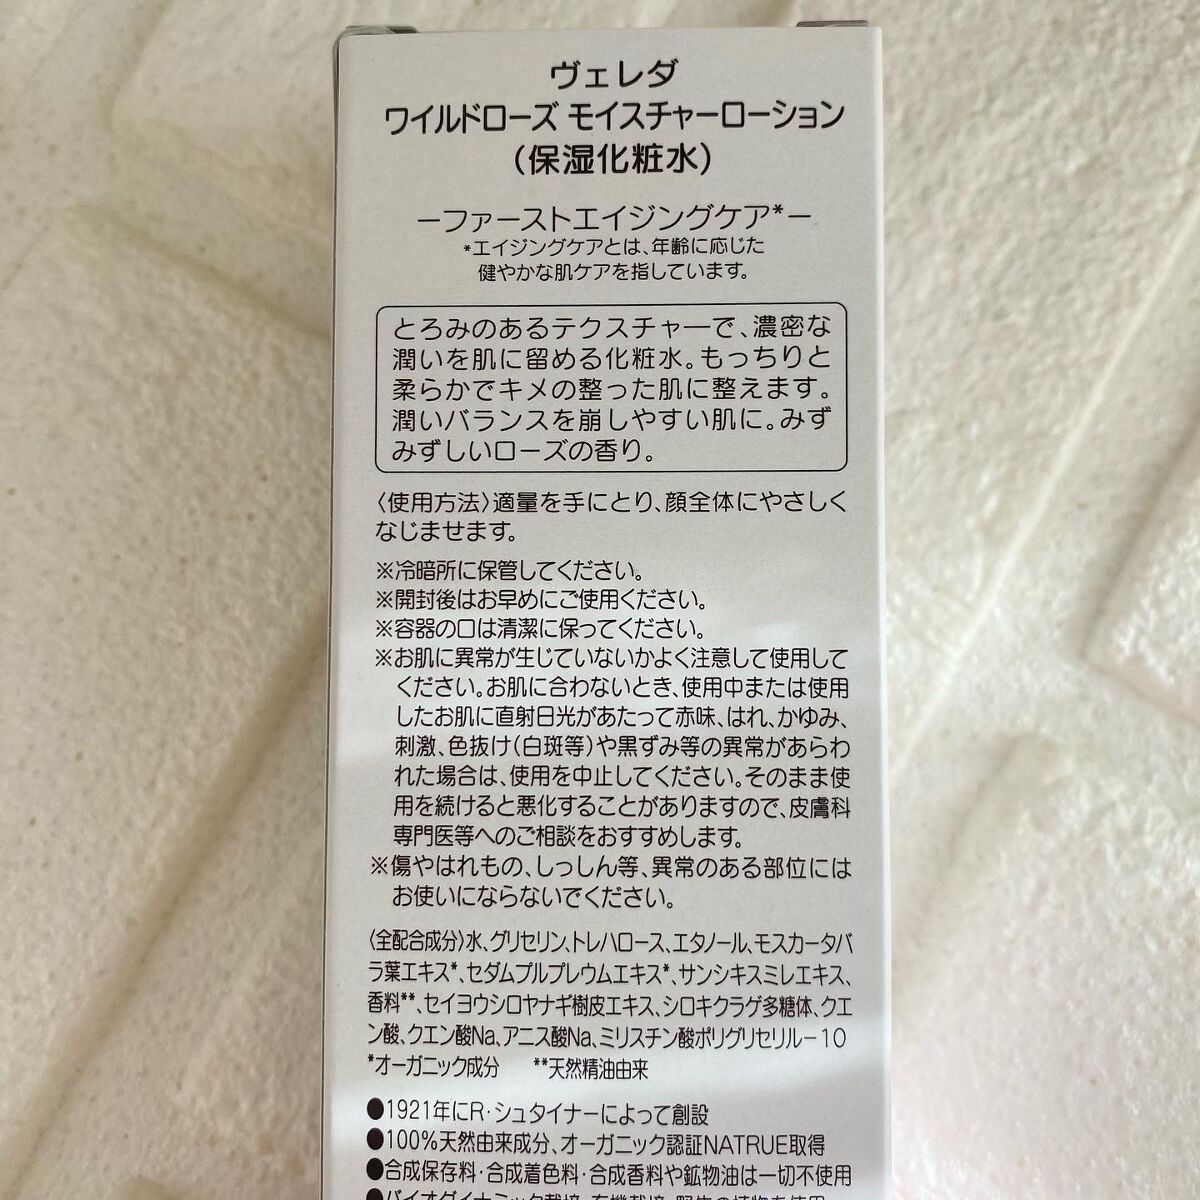 ヴェレダ
ワイルドローズ モイスチャーローション
(保湿化粧水)
ーファーストエイジングケア*ー
*エイジングケアとは、年齢に応じた
健やかな肌ケアを指しています。
とろみのあるテクスチャーで、濃密な
潤いを肌に留める化粧水。もっちりと
柔らかでキメの整った肌に整えます。
潤いバランスを崩しやすい肌に。みず
みずしいローズの香り。
〈使用方法〉適量を手にとり、顔全体にやさしく
なじませます。
※冷暗所に保管してください。
※開封後はお早めにご使用ください。
※容器の口は清潔に保ってください。
※お肌に異常が生じていないかよく注意して使用して
ください。お肌に合わないとき、使用中または使用
したお肌に直射日光があたって赤味、はれ、かゆみ、
刺激、色抜け(白斑等)や黒ずみ等の異常があらわ
れた場合は、使用を中止してください。そのまま使
用を続けると悪化することがありますので、皮膚科
専門医等へのご相談をおすすめします。
※傷やはれもの、しっしん等、異常のある部位には
お使いにならないでください。
〈全配合成分〉水、グリセリン、トレハロース、エタノール、モスカータバ
ラ葉エキス*、セダムプルプレウムエキス*、サンシキスミレエキス、
香料**、セイヨウシロヤナギ樹皮エキス、シロキクラゲ多糖体、クエ
ン酸、クエン酸Na、アニス酸Na、ミリスチン酸ポリグリセリル－10
*オーガニック成分 **天然精油由来
●1921年にR・シュタイナーによって創設
●100%天然由来成分、オーガニック認証NATRUE取得
●合成保存料・合成着色料・合成香料や鉱物油は一切不使用
●バイオダイナミック栽培・有機栽培・野生の植物を使用